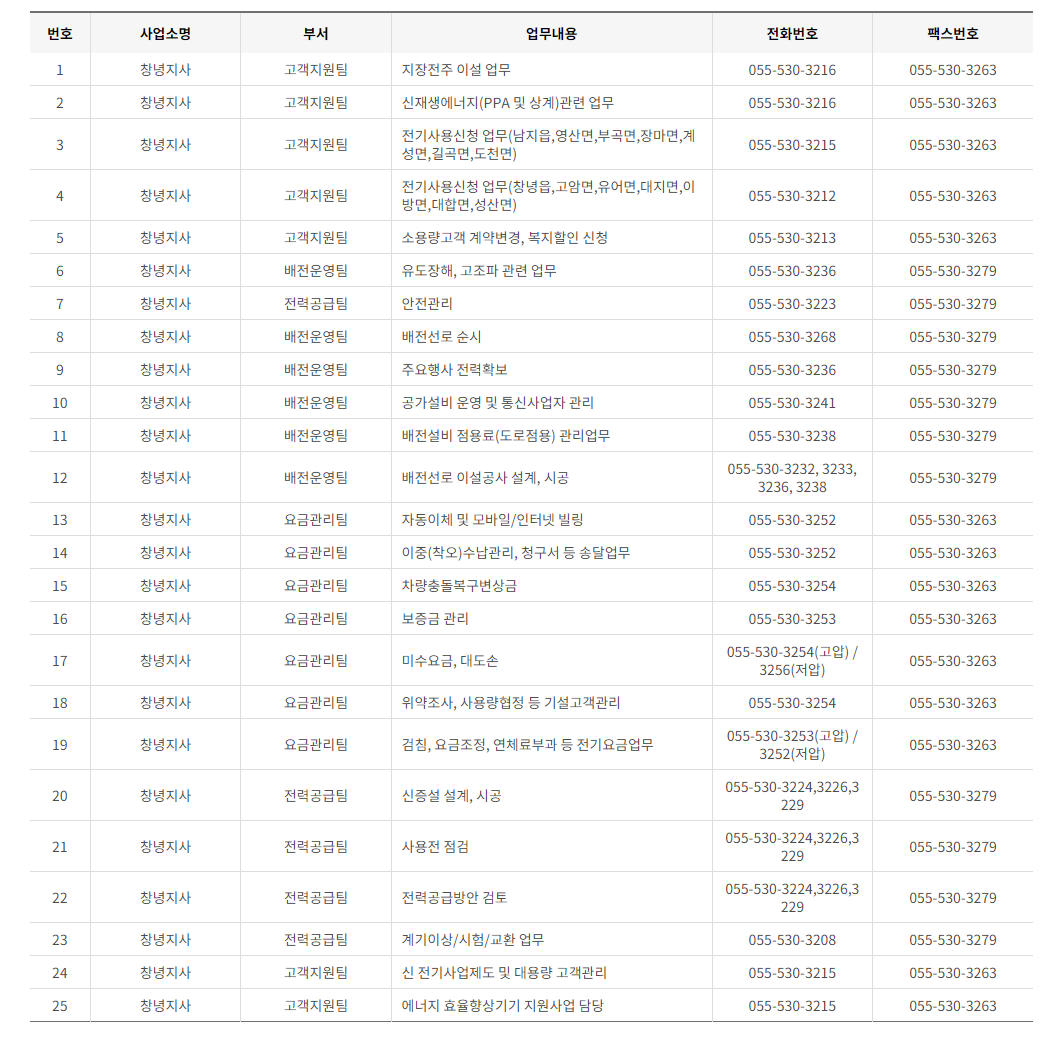 번호 사업소명 부서 업무내용 전화번호 팩스번호
1 창녕지사 고객지원팀 지장전주 이설 업무 055-530-3216 055-530-3263
2 창녕지사 고객지원팀 신재생에너지(PPA 및 상계)관련 업무 055-530-3216 055-530-3263
3 창녕지사 고객지원팀 전기사용신청 업무(남지읍,영산면,부곡면,장마면,계
성면,길곡면,도천면) 055-530-3215 055-530-3263
4 창녕지사 고객지원팀 전기사용신청 업무(창녕읍,고암면,유어면,대지면,이
방면,대합면,성산면) 055-530-3212 055-530-3263
5 창녕지사 고객지원팀 소용량고객 계약변경, 복지할인 신청 055-530-3213 055-530-3263
6 창녕지사 배전운영팀 유도장해, 고조파 관련 업무 055-530-3236 055-530-3279
7 창녕지사 전력공급팀 안전관리 055-530-3223 055-530-3279
8 창녕지사 배전운영팀 배전선로 순시 055-530-3268 055-530-3279
9 창녕지사 배전운영팀 주요행사 전력확보 055-530-3236 055-530-3279
10 창녕지사 배전운영팀 공가설비 운영 및 통신사업자 관리 055-530-3241 055-530-3279
11 창녕지사 배전운영팀 배전설비 점용료(도로점용) 관리업무 055-530-3238 055-530-3279
12 창녕지사 배전운영팀 배전선로 이설공사 설계, 시공 055-530-3232, 3233,
3236, 3238 055-530-3279
13 창녕지사 요금관리팀 자동이체 및 모바일/인터넷 빌링 055-530-3252 055-530-3263
14 창녕지사 요금관리팀 이중(착오)수납관리, 청구서 등 송달업무 055-530-3252 055-530-3263
15 창녕지사 요금관리팀 차량충돌복구변상금 055-530-3254 055-530-3263
16 창녕지사 요금관리팀 보증금 관리 055-530-3253 055-530-3263
17 창녕지사 요금관리팀 미수요금, 대도손 055-530-3254(고압) /
3256(저압) 055-530-3263
18 창녕지사 요금관리팀 위약조사, 사용량협정 등 기설고객관리 055-530-3254 055-530-3263
19 창녕지사 요금관리팀 검침, 요금조정, 연체료부과 등 전기요금업무 055-530-3253(고압) /
3252(저압) 055-530-3263
20 창녕지사 전력공급팀 신증설 설계, 시공 055-530-3224,3226,3
229 055-530-3279
21 창녕지사 전력공급팀 사용전 점검 055-530-3224,3226,3
229 055-530-3279
22 창녕지사 전력공급팀 전력공급방안 검토 055-530-3224,3226,3
229 055-530-3279
23 창녕지사 전력공급팀 계기이상/시험/교환 업무 055-530-3208 055-530-3279
24 창녕지사 고객지원팀 신 전기사업제도 및 대용량 고객관리 055-530-3215 055-530-3263
25 창녕지사 고객지원팀 에너지 효율향상기기 지원사업 담당 055-530-3215 055-530-3263